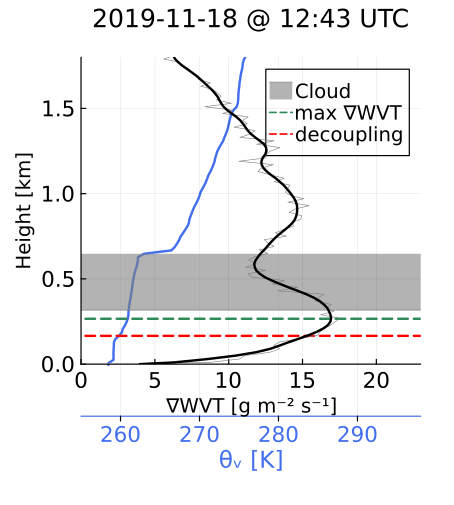 2019-11-18 @ 12:43 UTC
Cloud
max ∇WVT
decoupling
Height [km]
1.5
1.0
0.5
0.0
0 5 10 15 20
∇WVT [g m⁻² s⁻¹]
260 270 280 290
θᵥ [K]